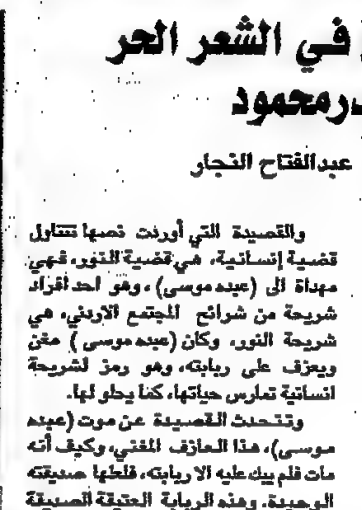 في الشعر الحر
درمحمود
عبدالفتاح النجار
والقصيدة التي أوردت نصها تتناول
قضية إنسانية، هي قضية النور، فهي
مهداة الى (عبده موسى) ، وهو احد افراد
شريحة من شرائح المجتمع الاردني، هي
شريحة النور، وكان (عبده موسى ) مغن
ويعزف على ربابته، وهو رمز لشريحة
انسانية تمارس حياتها، كما يحلو لها.
وتتحدث القصيدة عن موت (عبده
موسى)، هذا العازف المغني، وكيف أنه
مات فلم يبك عليه الا ربابته، فلعلها صديقته
الوحيدة. وهذه الربابة العتيقة الصديقة